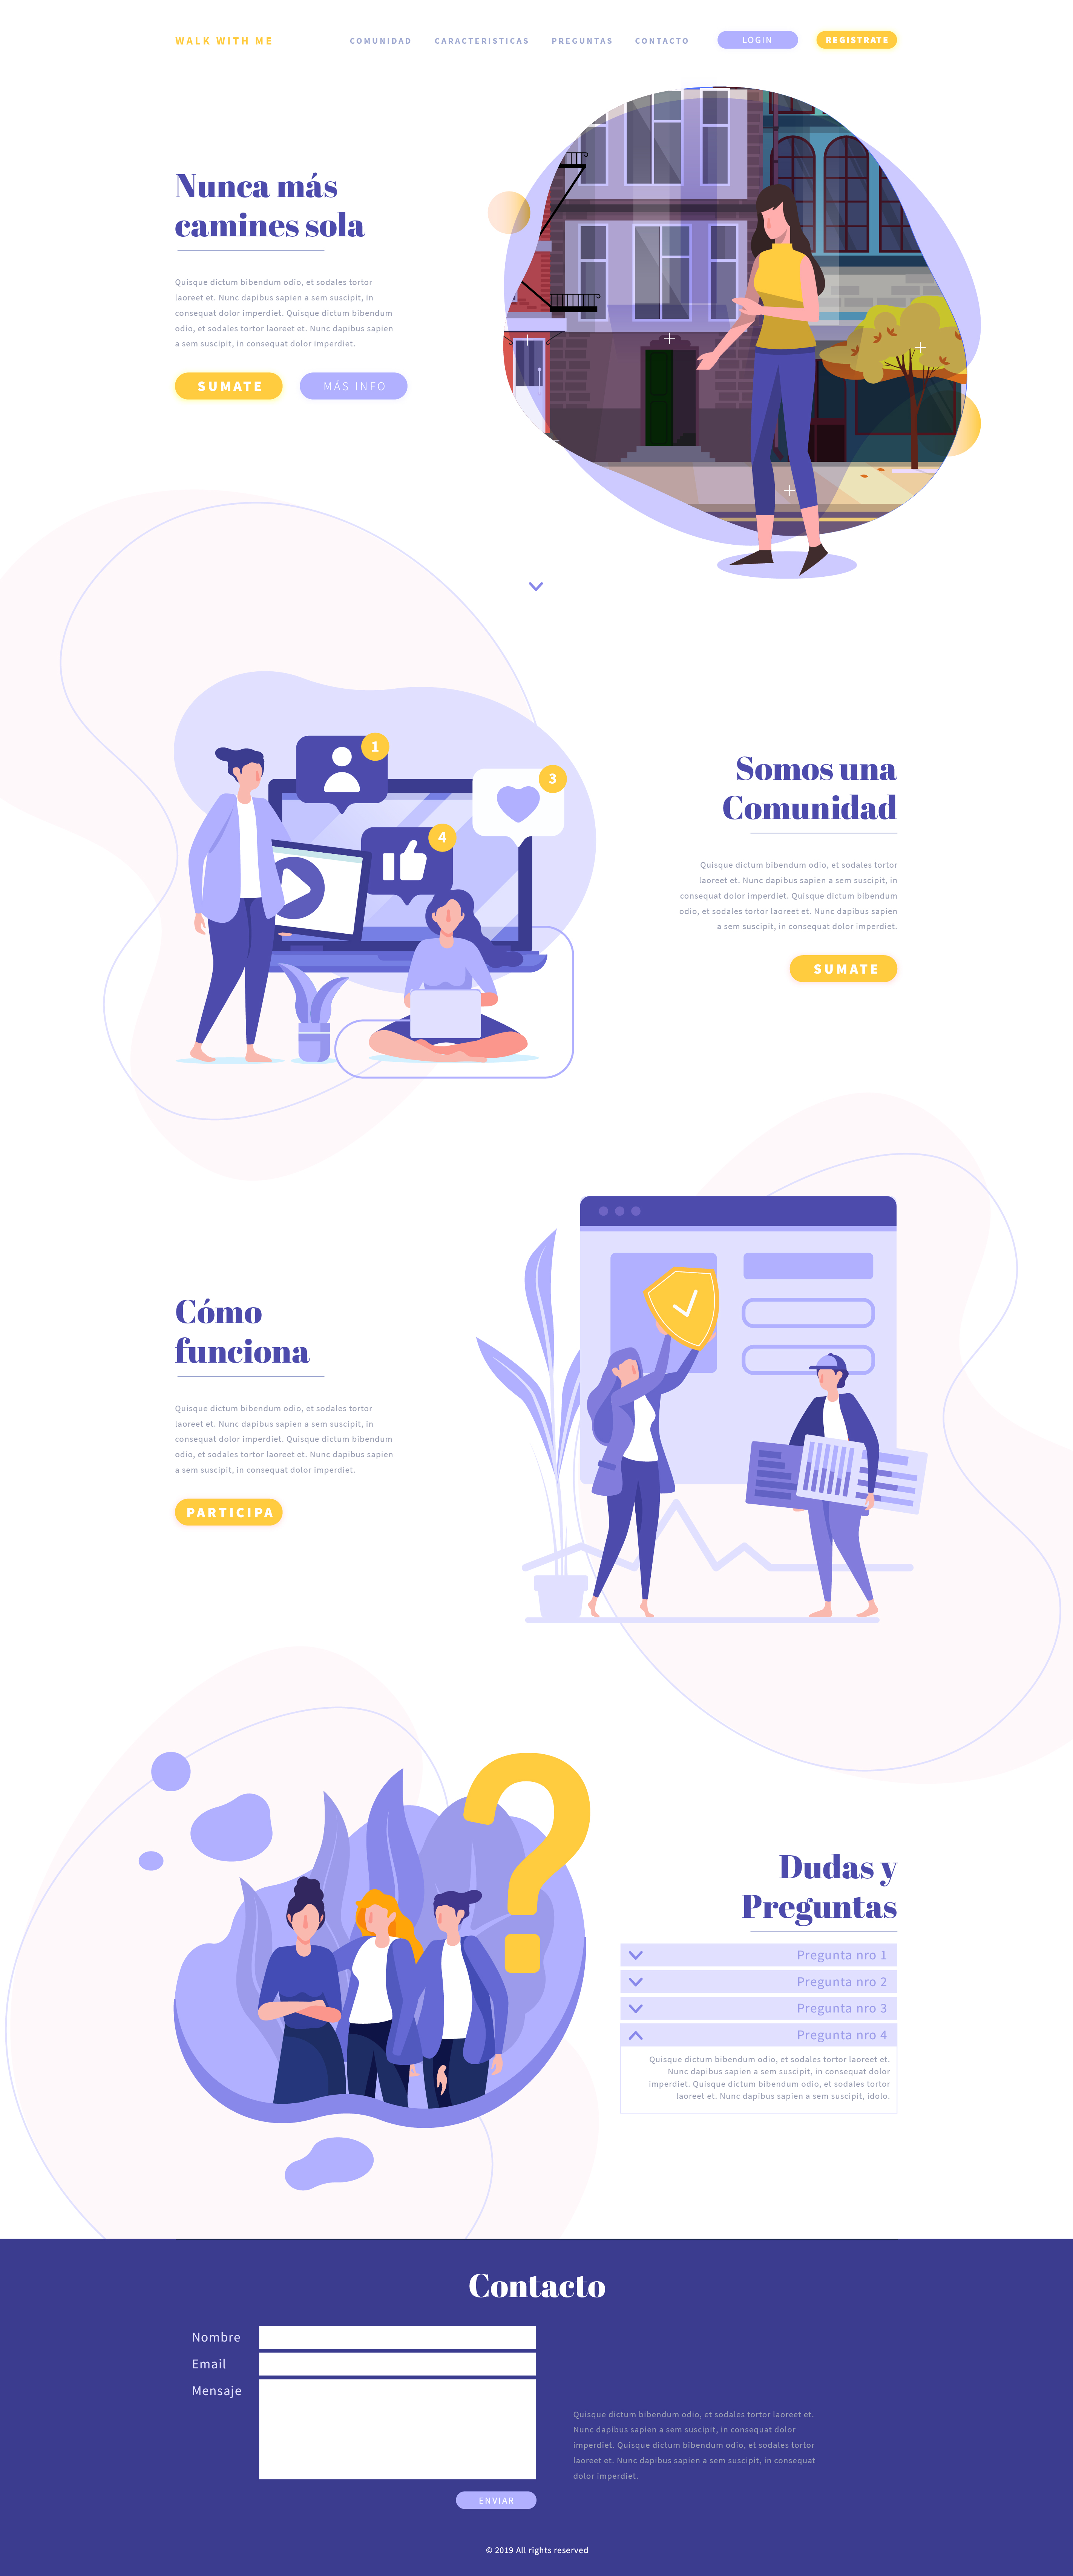 WALK WITH ME
COMUNIDAD
CARACTERISTICAS
PREGUNTAS
CONTACTO
LOGIN
REGISTRATE
Nunca más
camines sola
Quisque dictum bibendum odio, et sodales tortor
laoreet et. Nunc dapibus sapien a sem suscipit, in
consequat dolor imperdiet. Quisque dictum bibendum
odio, et sodales tortor laoreet et. Nunc dapibus sapien
a sem suscipit, in consequat dolor imperdiet.
SUMATE
MÁS INFO
1
3
4
Somos una
Comunidad
Quisque dictum bibendum odio, et sodales tortor
laoreet et. Nunc dapibus sapien a sem suscipit, in
consequat dolor imperdiet. Quisque dictum bibendum
odio, et sodales tortor laoreet et. Nunc dapibus sapien
a sem suscipit, in consequat dolor imperdiet.
SUMATE
Cómo
funciona
Quisque dictum bibendum odio, et sodales tortor
laoreet et. Nunc dapibus sapien a sem suscipit, in
consequat dolor imperdiet. Quisque dictum bibendum
odio, et sodales tortor laoreet et. Nunc dapibus sapien
a sem suscipit, in consequat dolor imperdiet.
PARTICIPA
?
Dudas y
Preguntas
Pregunta nro 1
Pregunta nro 2
Pregunta nro 3
Pregunta nro 4
Quisque dictum bibendum odio, et sodales tortor laoreet et.
Nunc dapibus sapien a sem suscipit, in consequat dolor
imperdiet. Quisque dictum bibendum odio, et sodales tortor
laoreet et. Nunc dapibus sapien a sem suscipit, idolo.
Contacto
Nombre
Email
Mensaje
Quisque dictum bibendum odio, et sodales tortor laoreet et.
Nunc dapibus sapien a sem suscipit, in consequat dolor
imperdiet. Quisque dictum bibendum odio, et sodales tortor
laoreet et. Nunc dapibus sapien a sem suscipit, in consequat
dolor imperdiet.
ENVIAR
© 2019 All rights reserved